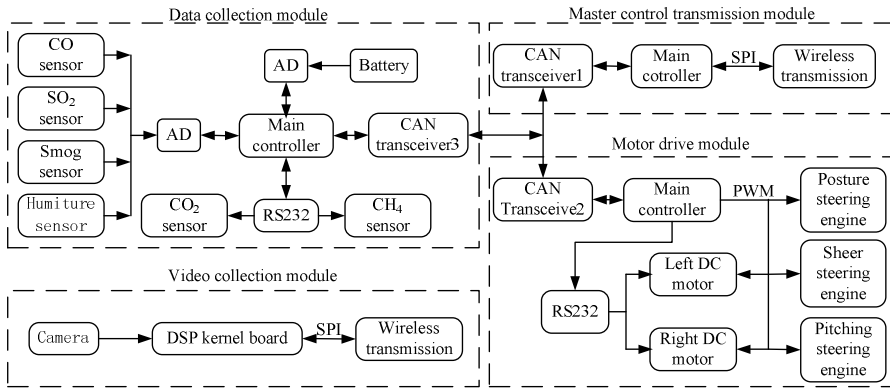 Data collection module
CO
sensor
SO2
sensor
Smog
sensor
Humiture
sensor
AD
AD
Battery
Main
controller
CAN
transceiver3
CO2
sensor
RS232
CH4
sensor
Master control transmission module
CAN
transceiver1
Main
cotroller
SPI
Wireless
transmission
Motor drive module
CAN
Transceive2
Main
controller
PWM
Posture
steering
engine
Left DC
motor
Sheer
steering
engine
RS232
Right DC
motor
Pitching
steering
engine
Video collection module
Camera
DSP kernel board
SPI
Wireless
transmission